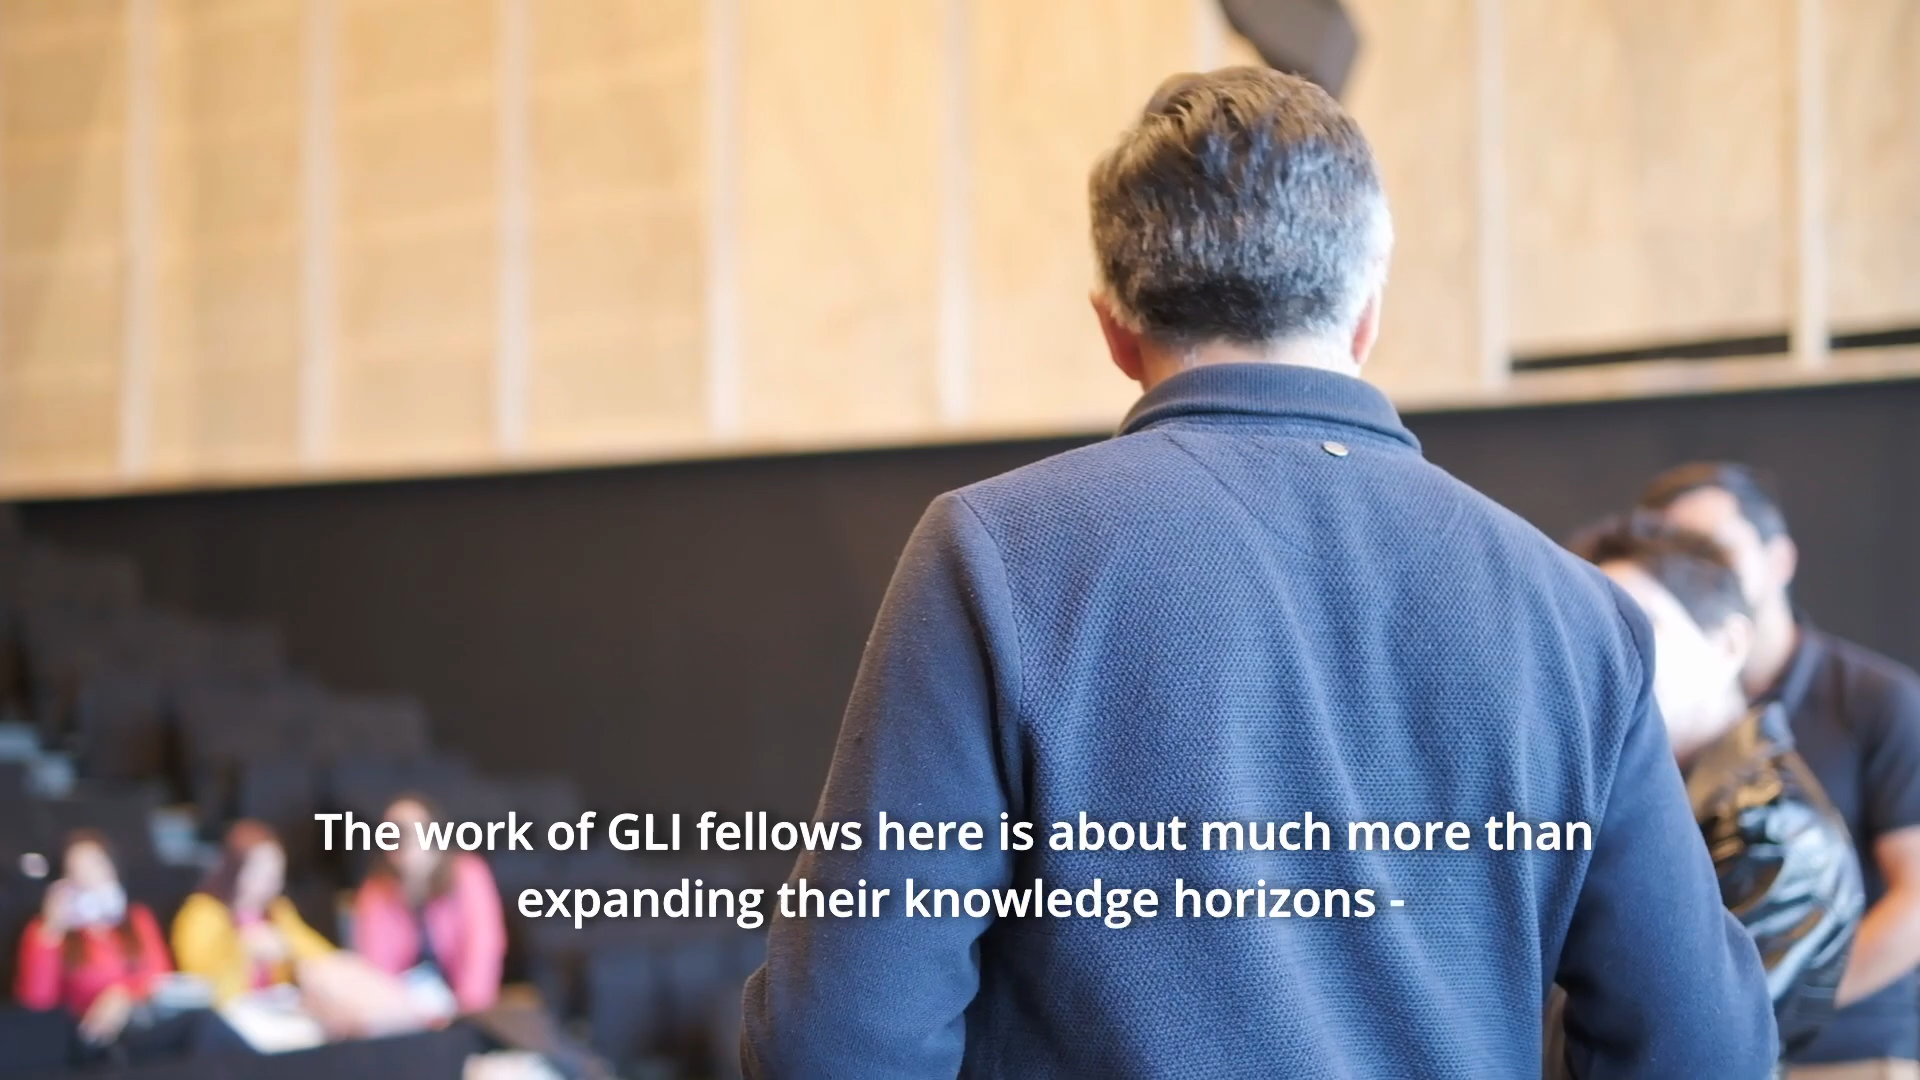 The work of GLI fellows here is about much more than
expanding their knowledge horizons -